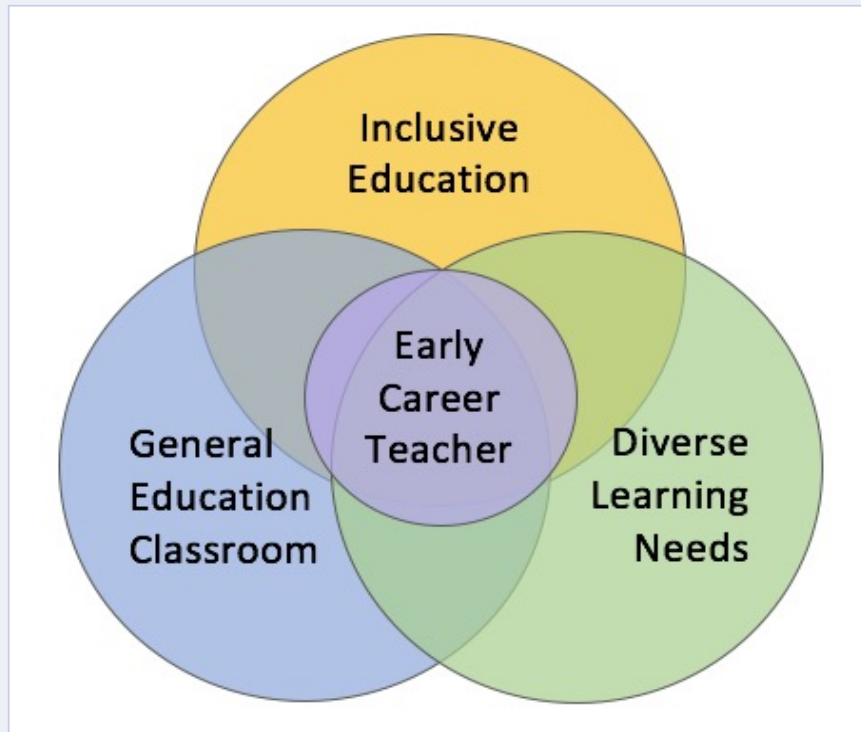 Inclusive
Education
Early
Career
Teacher
General
Education
Classroom
Diverse
Learning
Needs